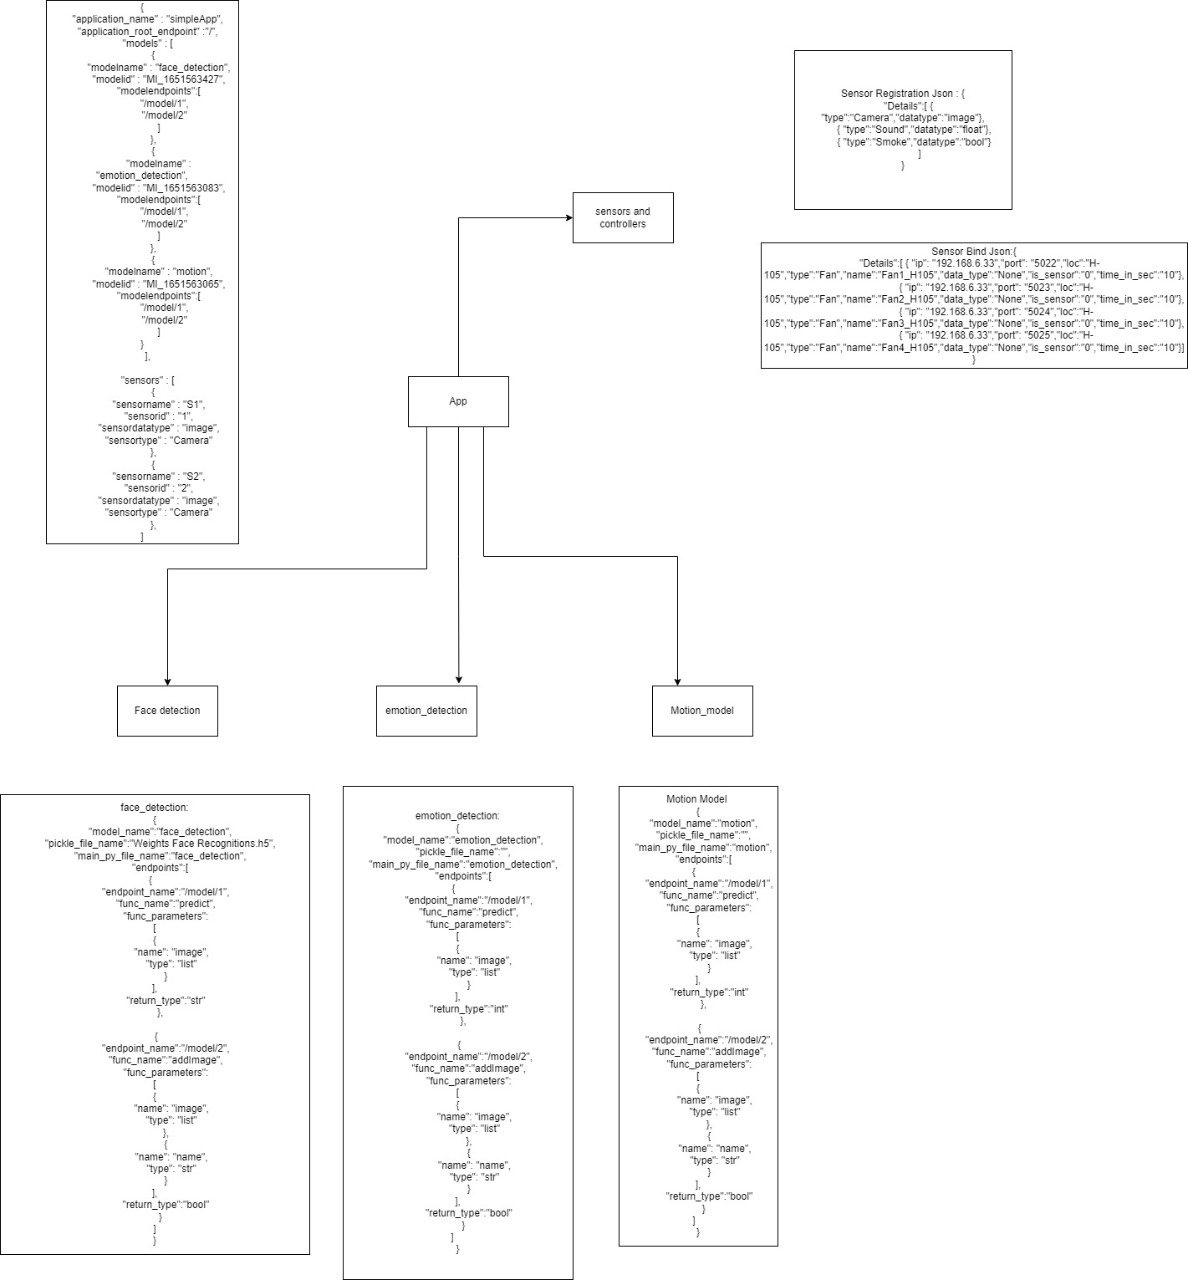 {
"application_name" : "simpleApp",
"application_root_endpoint" :"/",
"models" : [
{
"modelname" : "face_detection",
"modelid" : "MI_1651563427",
"modelendpoints":[
"/model/1",
"/model/2"
]
},
{
"modelname" :
"emotion_detection",
"modelid" : "MI_1651563083",
"modelendpoints":[
"/model/1",
"/model/2"
]
},
{
"modelname" : "motion",
"modelid" : "MI_1651563065",
"modelendpoints":[
"/model/1",
"/model/2"
]
}
],
"sensors" : [
{
"sensorname" : "S1",
"sensorid" : "1",
"sensordatatype" : "image",
"sensortype" : "Camera"
},
{
"sensorname" : "S2",
"sensorid" : "2",
"sensordatatype" : "image",
"sensortype" : "Camera"
},
]
Sensor Registration Json : {
"Details":[ {
"type":"Camera","datatype":"image"},
{ "type":"Sound","datatype":"float"},
{ "type":"Smoke","datatype":"bool"}
]
}
sensors and
controllers
Sensor Bind Json:{
"Details":[ { "ip": "192.168.6.33","port": "5022","loc":"H-
105","type":"Fan","name":"Fan1_H105","data_type":"None","is_sensor":"0","time_in_sec":"10"},
{ "ip": "192.168.6.33","port": "5023","loc":"H-
105","type":"Fan","name":"Fan2_H105","data_type":"None","is_sensor":"0","time_in_sec":"10"},
{ "ip": "192.168.6.33","port": "5024","loc":"H-
105","type":"Fan","name":"Fan3_H105","data_type":"None","is_sensor":"0","time_in_sec":"10"},
{ "ip": "192.168.6.33","port": "5025","loc":"H-
105","type":"Fan","name":"Fan4_H105","data_type":"None","is_sensor":"0","time_in_sec":"10"}]
}
App
Face detection
emotion_detection
Motion_model
face_detection:
{
"model_name":"face_detection",
"pickle_file_name":"Weights Face Recognitions.h5",
"main_py_file_name":"face_detection",
"endpoints":[
{
"endpoint_name":"/model/1",
"func_name":"predict",
"func_parameters":
[
{
"name": "image",
"type": "list"
}
],
"return_type":"str"
},
{
"endpoint_name":"/model/2",
"func_name":"addImage",
"func_parameters":
[
{
"name": "image",
"type": "list"
},
{
"name": "name",
"type": "str"
}
],
"return_type":"bool"
}
]
}
emotion_detection:
{
"model_name":"emotion_detection",
"pickle_file_name":"",
"main_py_file_name":"emotion_detection",
"endpoints":[
{
"endpoint_name":"/model/1",
"func_name":"predict",
"func_parameters":
[
{
"name": "image",
"type": "list"
}
],
"return_type":"int"
},
{
"endpoint_name":"/model/2",
"func_name":"addImage",
"func_parameters":
[
{
"name": "image",
"type": "list"
},
{
"name": "name",
"type": "str"
}
],
"return_type":"bool"
}
]
}
Motion Model
{
"model_name":"motion",
"pickle_file_name":"",
"main_py_file_name":"motion",
"endpoints":[
{
"endpoint_name":"/model/1",
"func_name":"predict",
"func_parameters":
[
{
"name": "image",
"type": "list"
}
],
"return_type":"int"
},
{
"endpoint_name":"/model/2",
"func_name":"addImage",
"func_parameters":
[
{
"name": "image",
"type": "list"
},
{
"name": "name",
"type": "str"
}
],
"return_type":"bool"
}
]
}